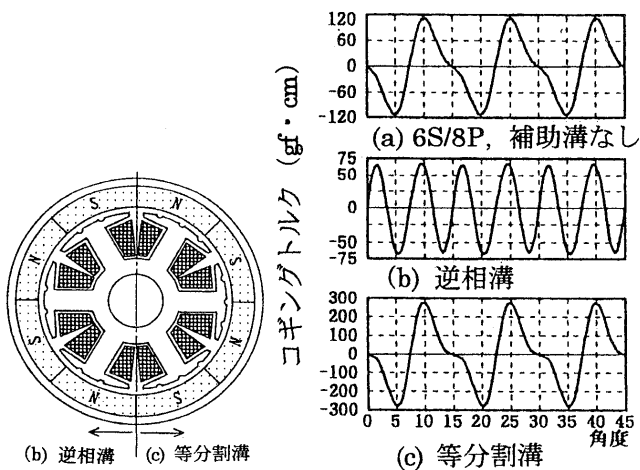 S
N
N
S
S
N
N
S
(b) 逆相溝
(c) 等分割溝
コギングトルク (gf・cm)
120
60
0
-60
-120
(a) 6S/8P, 補助溝なし
75
50
0
-50
-75
(b) 逆相溝
300
200
100
0
-100
-200
-300
0 5 10 15 20 25 30 35 40 45
角度
(c) 等分割溝